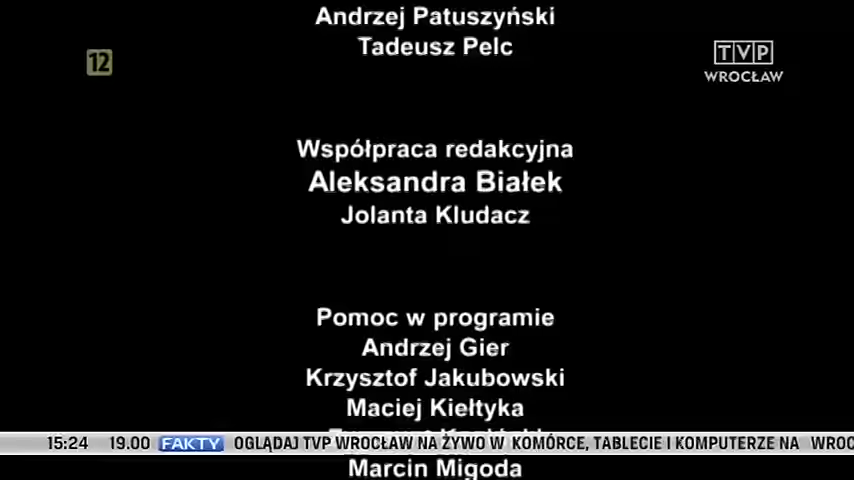 Andrzej Patuszyński
Tadeusz Pelc
12
TVP
WROCŁAW
Współpraca redakcyjna
Aleksandra Białek
Jolanta Kludacz
Pomoc w programie
Andrzej Gier
Krzysztof Jakubowski
Maciej Kiełtyka
15:24 19.00 FAKTY OGLĄDAJ TVP WROCŁAW NA ŻYWO W KOMÓRCE, TABLECIE I KOMPUTERZE NA WROC
Marcin Migoda